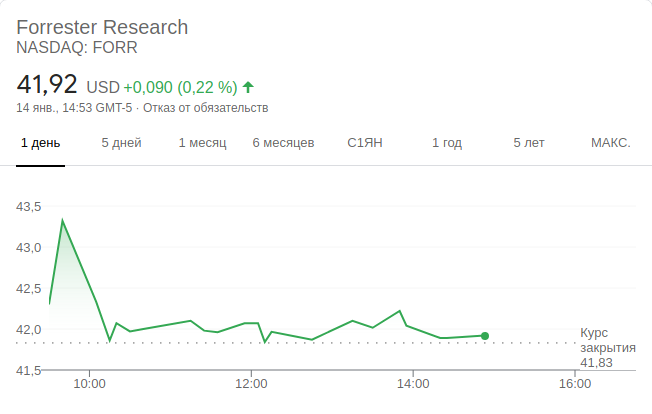 Forrester Research
NASDAQ: FORR
41,92 USD +0,090 (0,22 %)
14 янв., 14:53 GMT-5 · Отказ от обязательств
1 день 5 дней 1 месяц 6 месяцев С1ЯН 1 год 5 лет МАКС.
43,5
43,0
42,5
42,0
Курс
закрытия
41,83
41,5
10:00 12:00 14:00 16:00